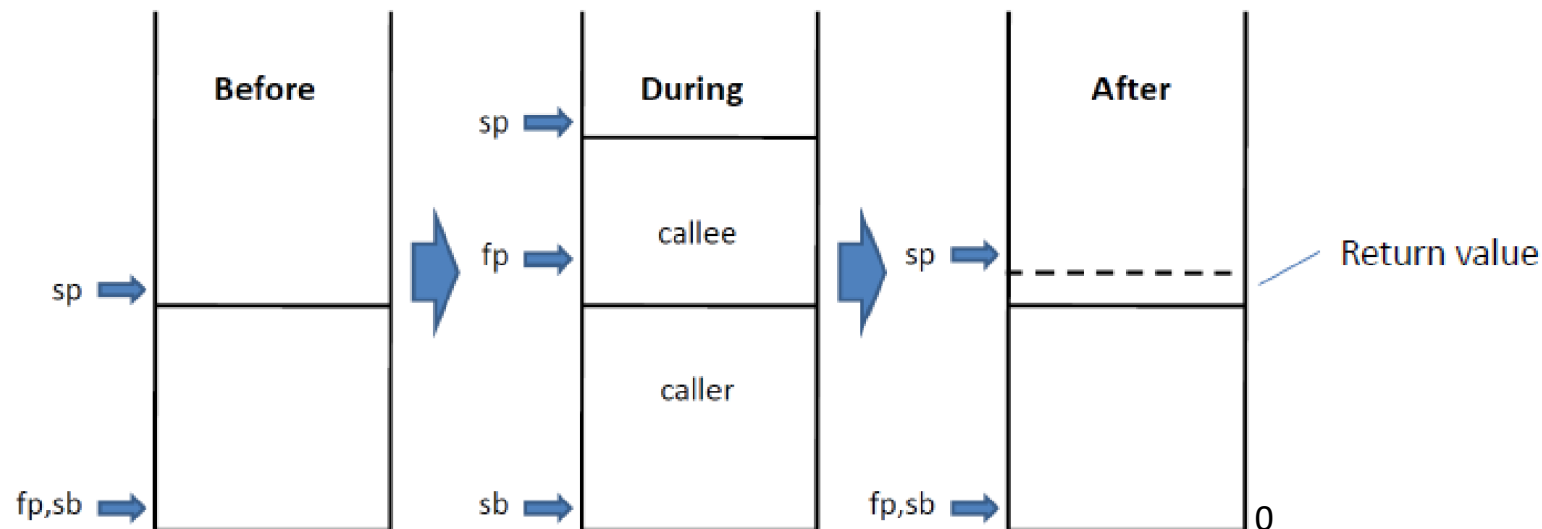 Before
sp
fp,sb
During
sp
callee
fp
caller
sb
After
sp
Return value
fp,sb
0